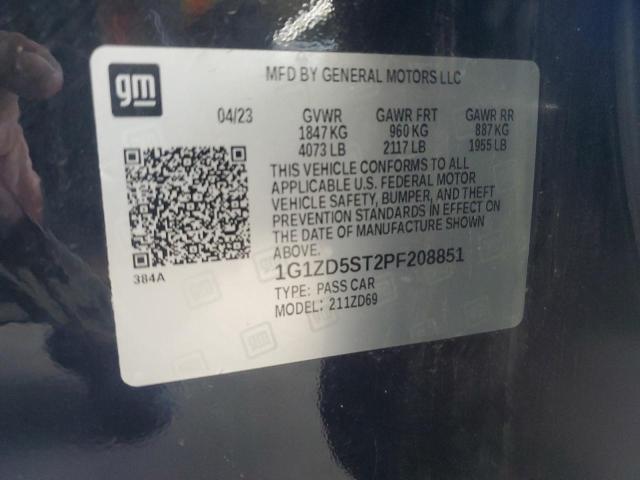 gm
MFD BY GENERAL MOTORS LLC
04/23 GVWR GAWR FRT GAWR RR
1847 KG 960 KG 887 KG
4073 LB 2117 LB 1955 LB
THIS VEHICLE CONFORMS TO ALL
APPLICABLE U.S. FEDERAL MOTOR
VEHICLE SAFETY, BUMPER, AND THEFT
PREVENTION STANDARDS IN EFFECT ON
THE DATE OF MANUFACTURE SHOWN
ABOVE.
384A
1G1ZD5ST2PF208851
TYPE: PASS CAR
MODEL: 211ZD69